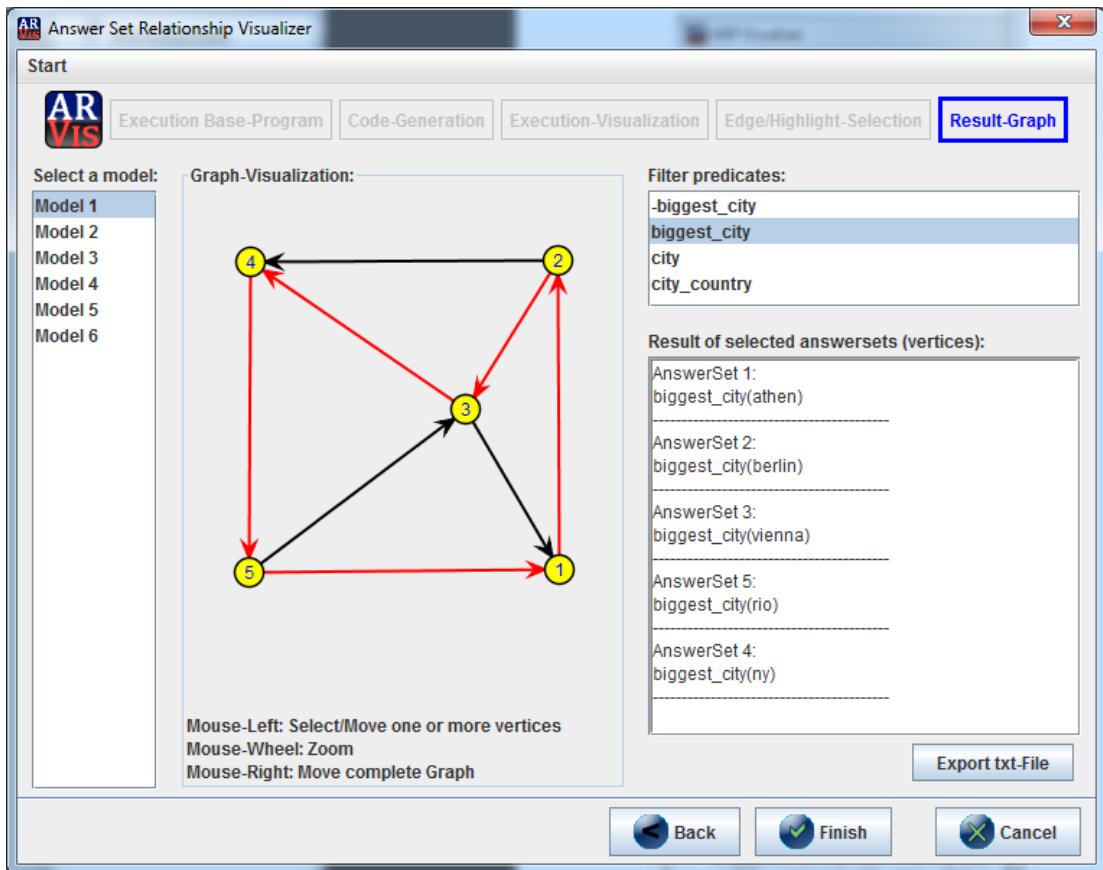 Answer Set Relationship Visualizer
Start
AR
VIS
Execution Base-Program
Code-Generation
Execution-Visualization
Edge/Highlight-Selection
Result-Graph
Select a model:
Model 1
Model 2
Model 3
Model 4
Model 5
Model 6
Graph-Visualization:
4
2
3
5
1
Mouse-Left: Select/Move one or more vertices
Mouse-Wheel: Zoom
Mouse-Right: Move complete Graph
Filter predicates:
-biggest_city
biggest_city
city
city_country
Result of selected answersets (vertices):
AnswerSet 1:
biggest_city(athen)
AnswerSet 2:
biggest_city(berlin)
AnswerSet 3:
biggest_city(vienna)
AnswerSet 5:
biggest_city(rio)
AnswerSet 4:
biggest_city(ny)
Export txt-File
Back
Finish
Cancel